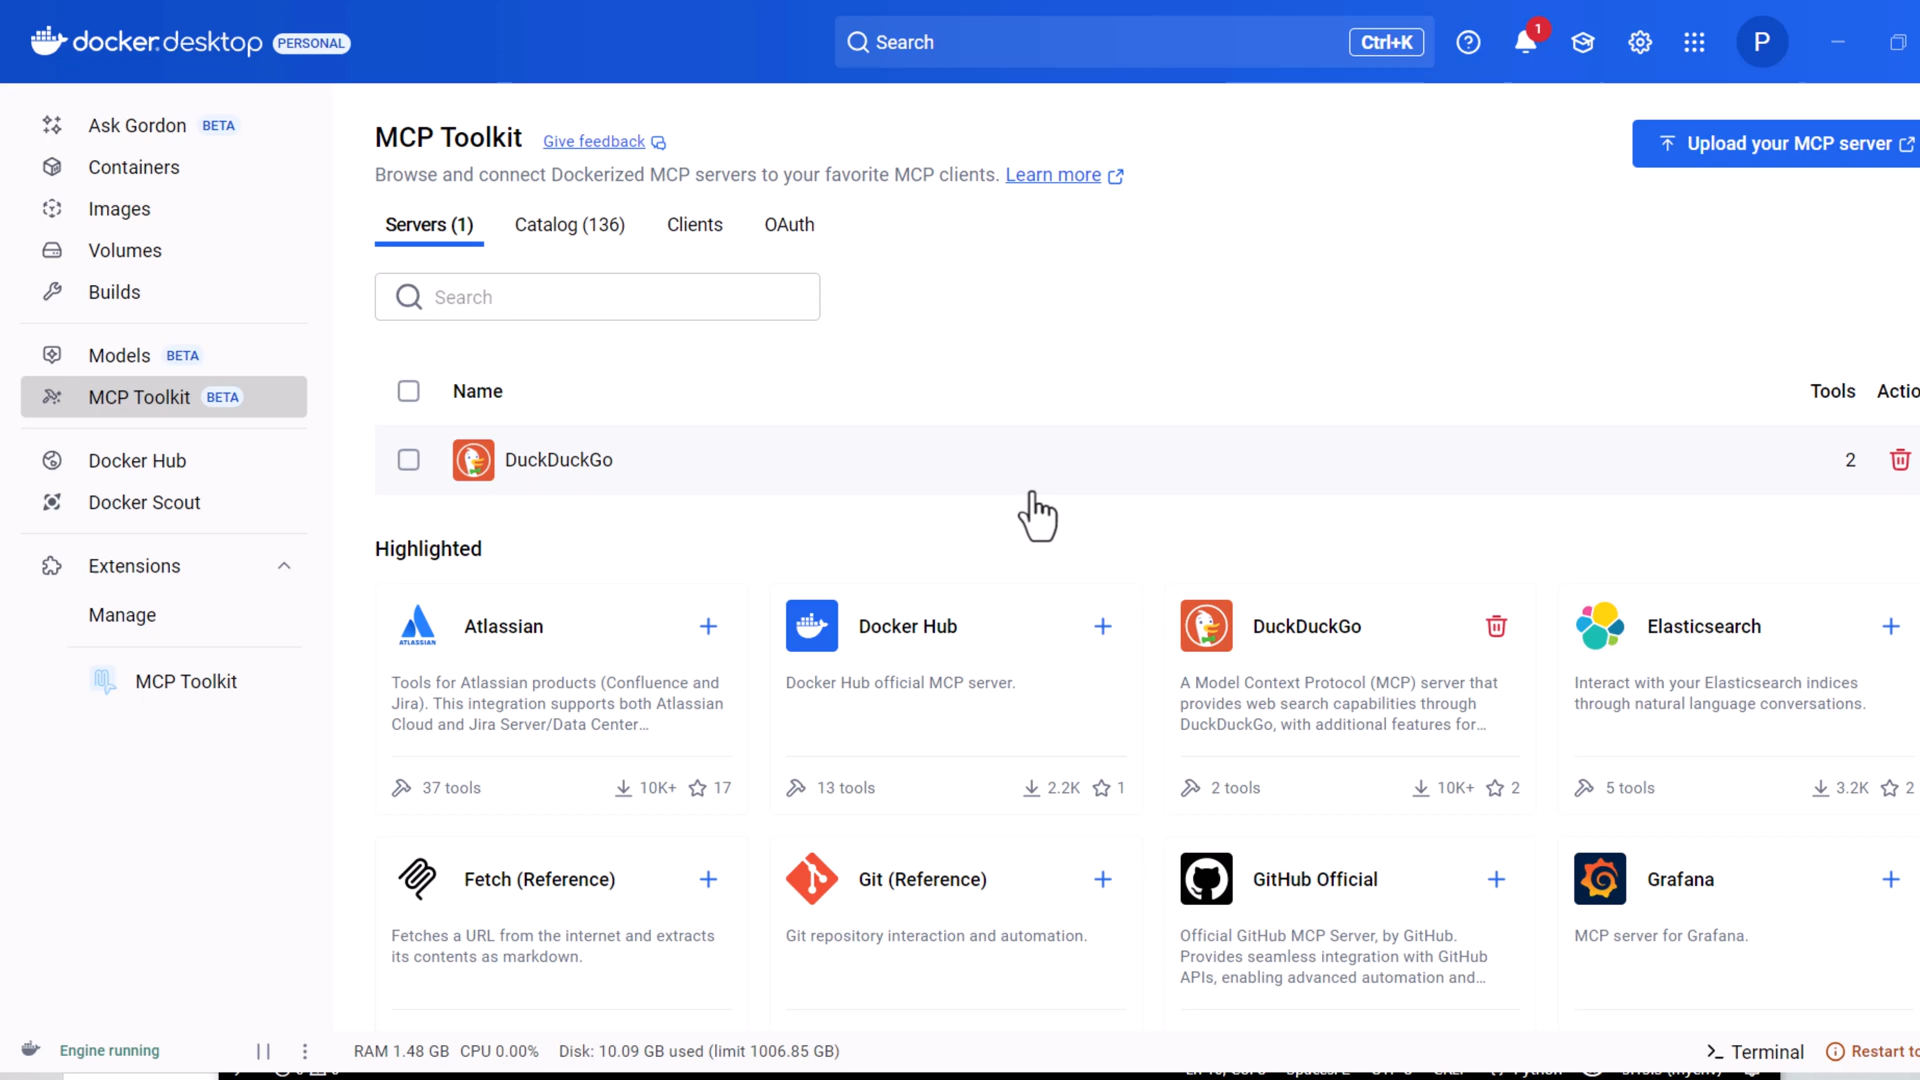 docker.desktop PERSONAL
Search Ctrl+K
1
P
Ask Gordon BETA
Containers
Images
Volumes
Builds
Models BETA
MCP Toolkit BETA
Docker Hub
Docker Scout
Extensions
Manage
MCP Toolkit
MCP Toolkit Give feedback
Upload your MCP server
Browse and connect Dockerized MCP servers to your favorite MCP clients. Learn more
Servers (1) Catalog (136) Clients OAuth
Search
Name Tools Actio
DuckDuckGo 2
Highlighted
Atlassian
ATLASSIAN
Tools for Atlassian products (Confluence and
Jira). This integration supports both Atlassian
Cloud and Jira Server/Data Center...
37 tools 10K+ 17
Docker Hub
Docker Hub official MCP server.
13 tools 2.2K 1
DuckDuckGo
A Model Context Protocol (MCP) server that
provides web search capabilities through
DuckDuckGo, with additional features for...
2 tools 10K+ 2
Elasticsearch
Interact with your Elasticsearch indices
through natural language conversations.
5 tools 3.2K 2
Fetch (Reference)
Fetches a URL from the internet and extracts
its contents as markdown.
Git (Reference)
Git repository interaction and automation.
GitHub Official
Official GitHub MCP Server, by GitHub.
Provides seamless integration with GitHub
APIs, enabling advanced automation and...
Grafana
MCP server for Grafana.
Engine running RAM 1.48 GB CPU 0.00% Disk: 10.09 GB used (limit 1006.85 GB) Terminal Restart to